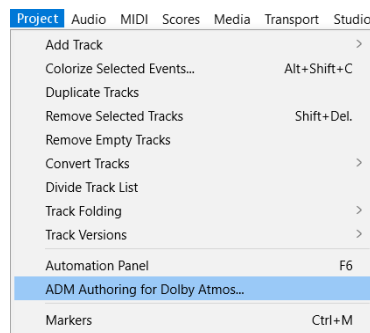 Project Audio MIDI Scores Media Transport Studio
Add Track >
Colorize Selected Events... Alt+Shift+C
Duplicate Tracks
Remove Selected Tracks Shift+Del.
Remove Empty Tracks
Convert Tracks >
Divide Track List
Track Folding >
Track Versions >
Automation Panel F6
ADM Authoring for Dolby Atmos...
Markers Ctrl+M